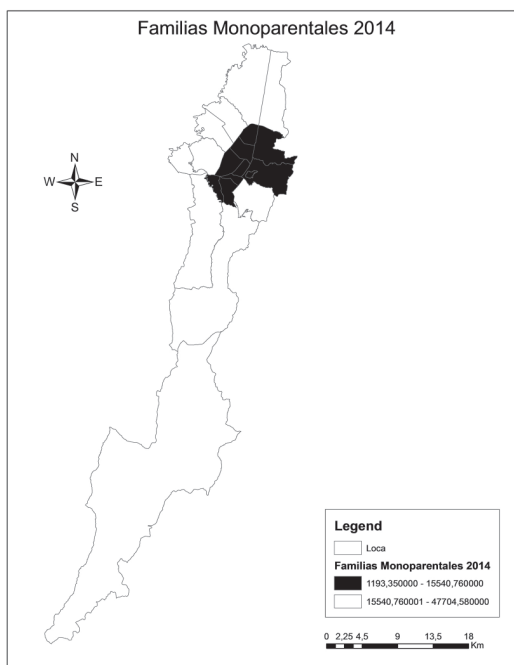 Familias Monoparentales 2014
N
W E
S
Legend
Loca
Familias Monoparentales 2014
1193,350000 - 15540,760000
15540,760001 - 47704,580000
0 2,25 4,5 9 13,5 18
Km